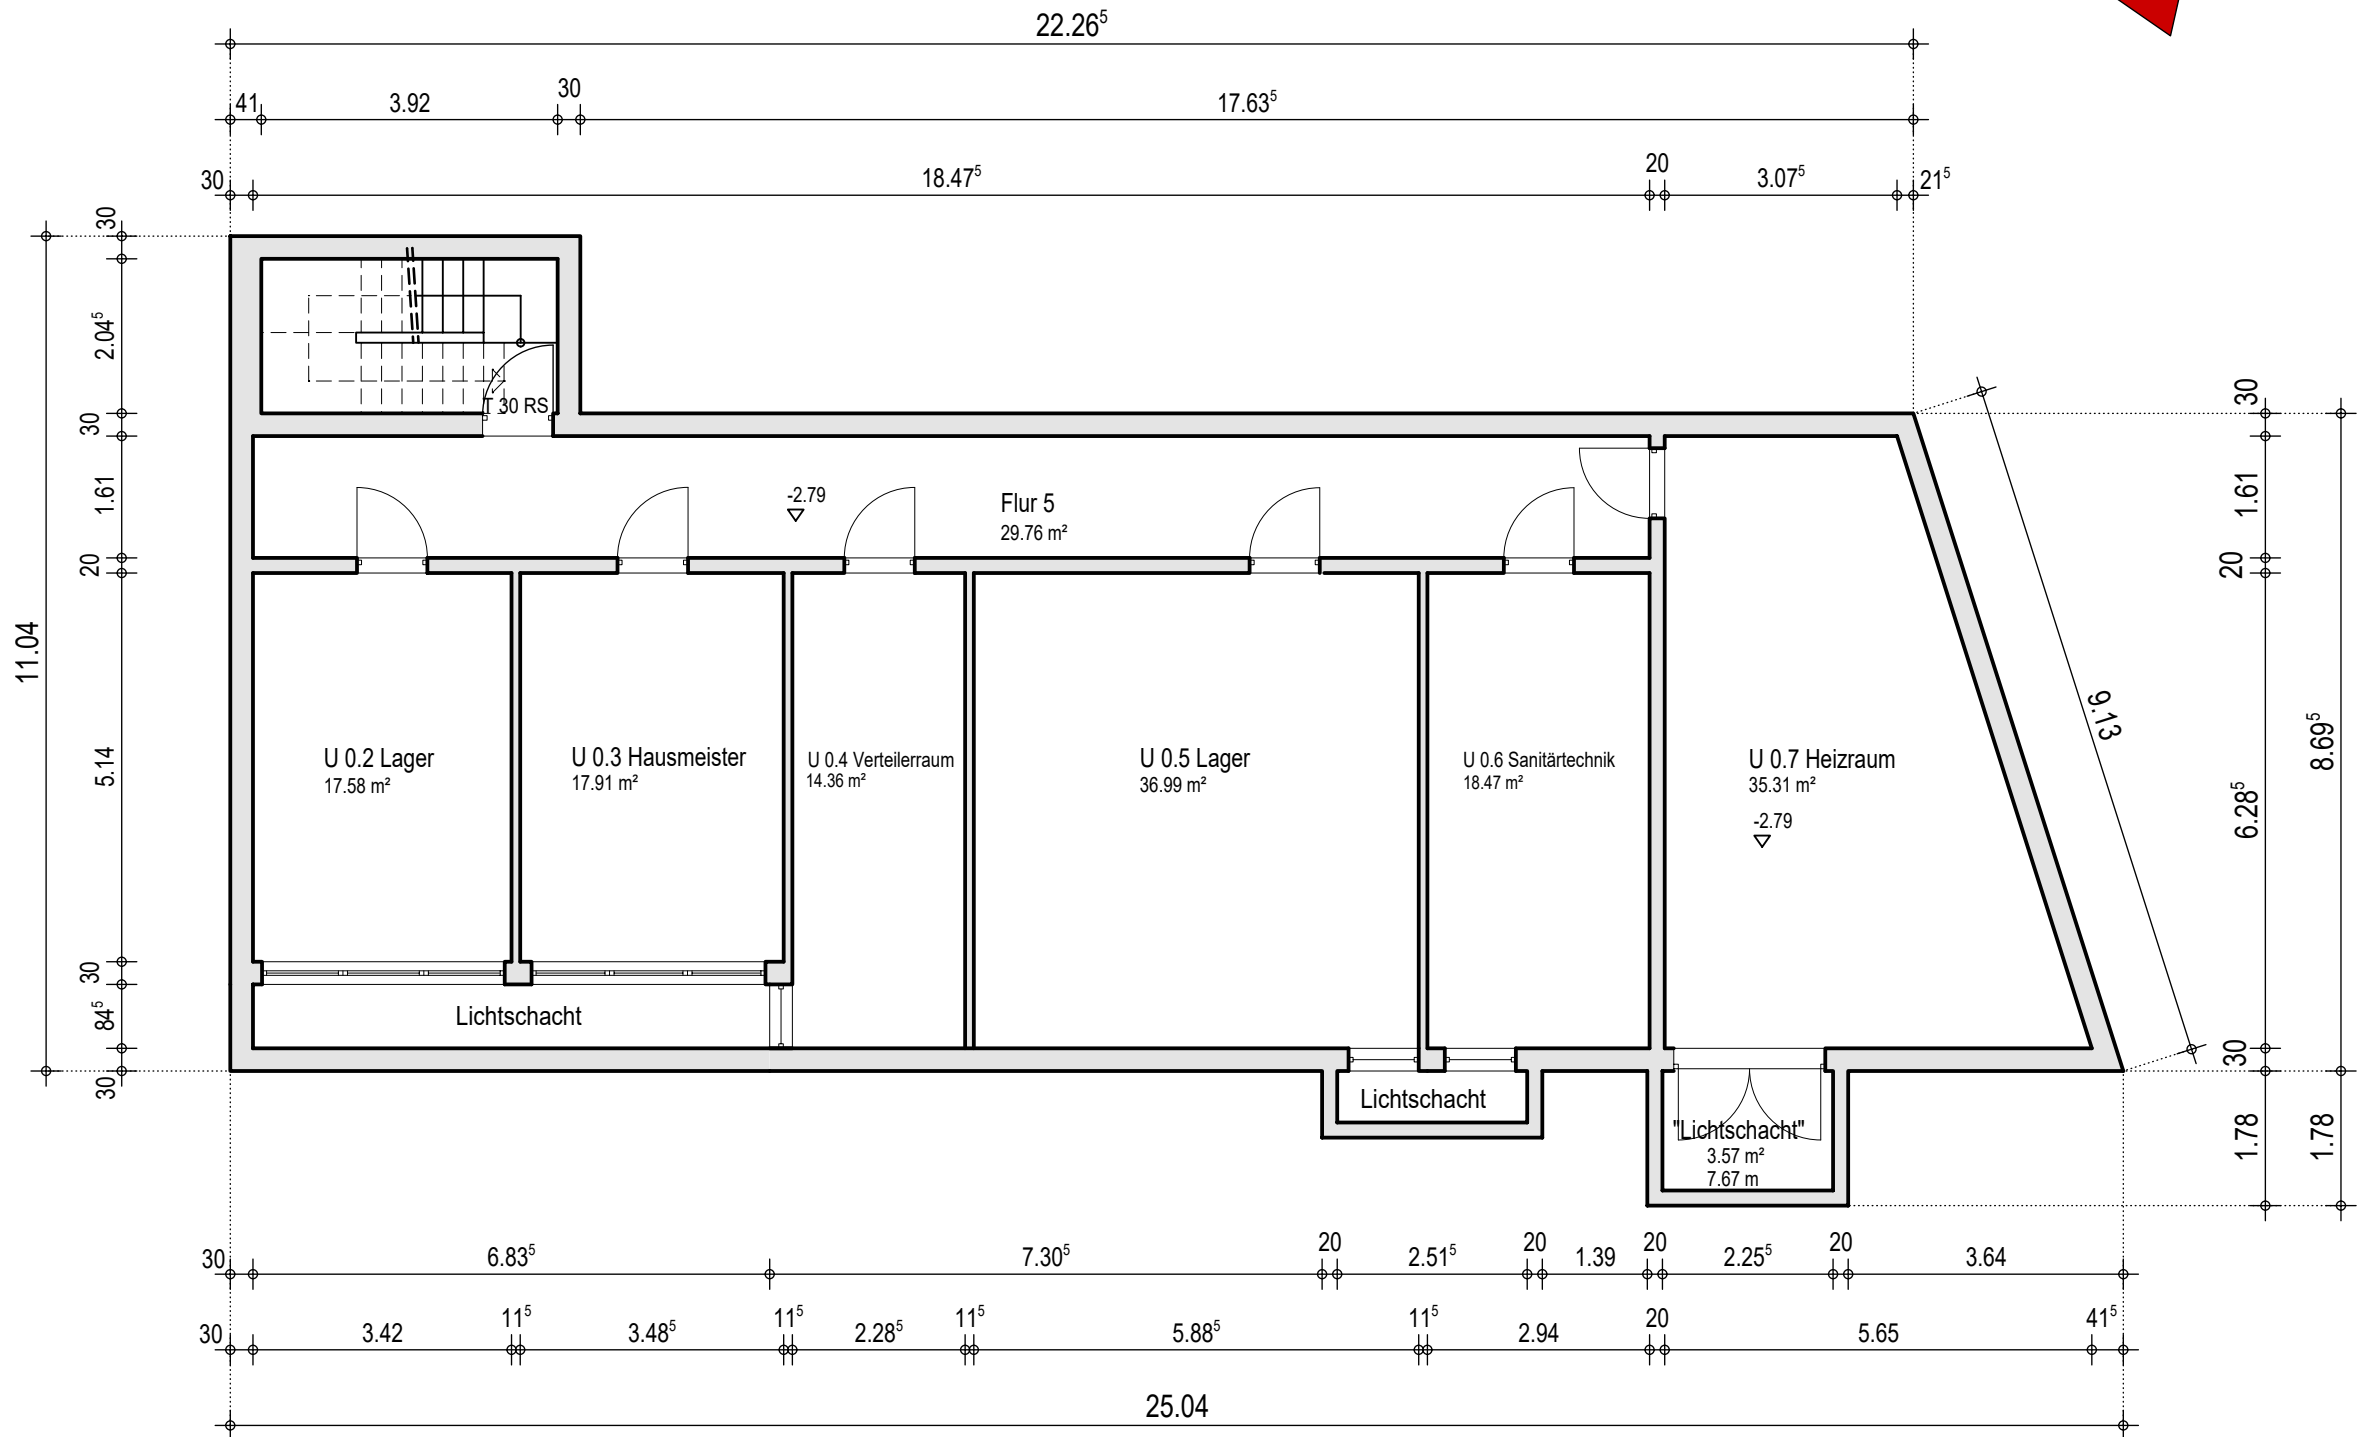 22.26⁵
41 3.92 30 17.63⁵
30 18.47⁵ 20 3.07⁵ 21⁵
30
2.04⁵
30
1.61
20
5.14
30
84⁵
30
11.04
T 30 RS
-2.79
Flur 5
29.76 m²
U 0.2 Lager
17.58 m²
U 0.3 Hausmeister
17.91 m²
U 0.4 Verteilerraum
14.36 m²
U 0.5 Lager
36.99 m²
U 0.6 Sanitärtechnik
18.47 m²
U 0.7 Heizraum
35.31 m²
-2.79
Lichtschacht
Lichtschacht
"Lichtschacht"
3.57 m²
7.67 m
9.13
30
1.61
20
6.28⁵
30
1.78
8.69⁵
1.78
30 6.83⁵ 7.30⁵ 20 2.51⁵ 20 1.39 20 2.25⁵ 20 3.64
30 3.42 11⁵ 3.48⁵ 11⁵ 2.28⁵ 11⁵ 5.88⁵ 11⁵ 2.94 20 5.65 41⁵
25.04